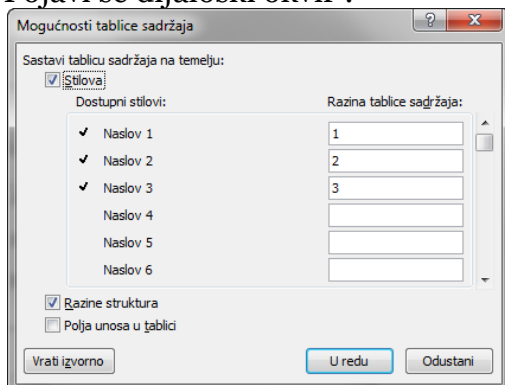 Pojavi se dijaloški okvir :
Mogućnosti tablice sadržaja
Sastavi tablicu sadržaja na temelju:
Stilova
Dostupni stilovi: Razina tablice sadržaja:
Naslov 1 1
Naslov 2 2
Naslov 3 3
Naslov 4
Naslov 5
Naslov 6
Razine struktura
Polja unosa u tablici
Vrati izvorno U redu Odustani